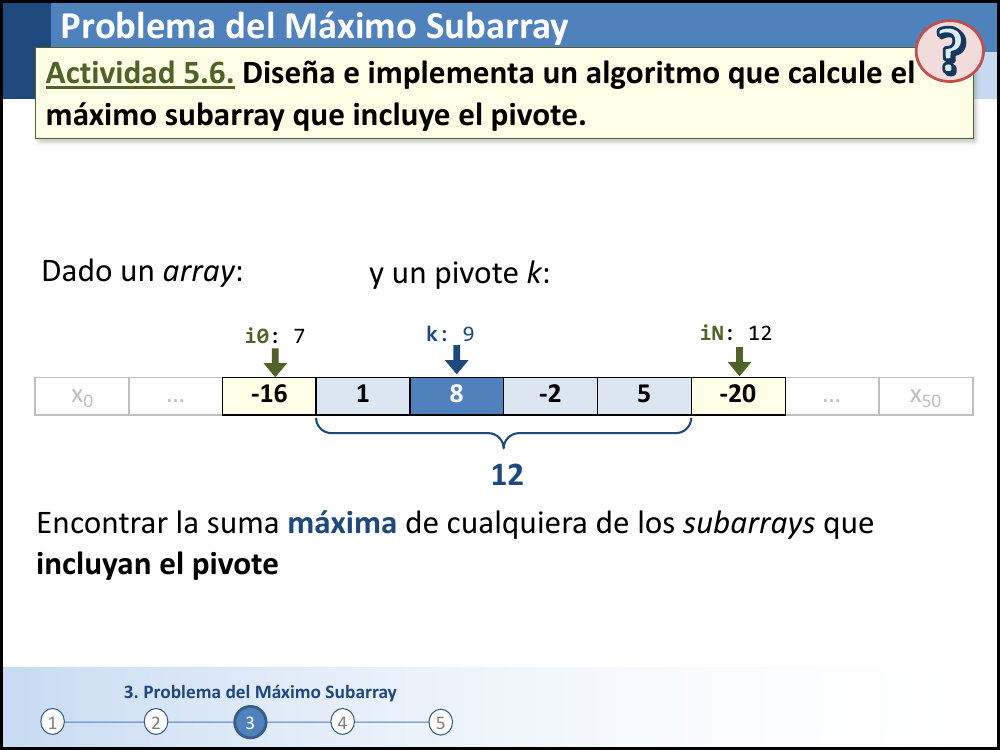 Problema del Máximo Subarray
?
Actividad 5.6. Diseña e implementa un algoritmo que calcule el
máximo subarray que incluye el pivote.
Dado un array: y un pivote k:
i0: 7 k: 9 iN: 12
x0 ... -16 1 8 -2 5 -20 ... x50
12
Encontrar la suma máxima de cualquiera de los subarrays que
incluyan el pivote
3. Problema del Máximo Subarray
1 2 3 4 5